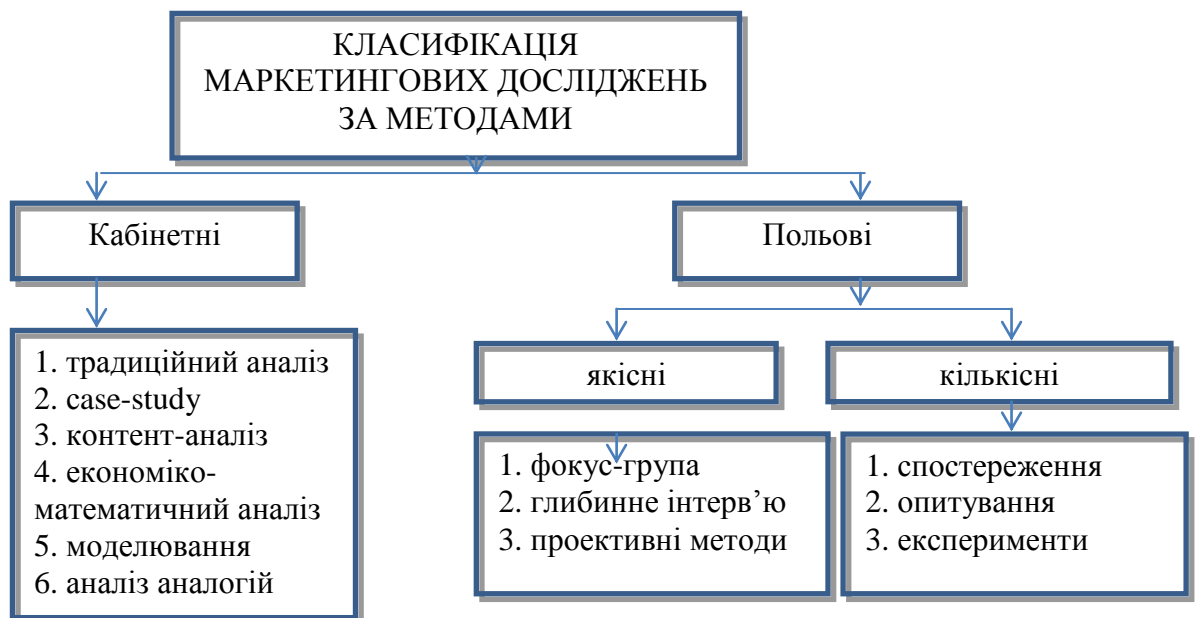 КЛАСИФІКАЦІЯ
МАРКЕТИНГОВИХ ДОСЛІДЖЕНЬ
ЗА МЕТОДАМИ
Кабінетні
Польові
1. традиційний аналіз
2. case-study
3. контент-аналіз
4. економіко-
математичний аналіз
5. моделювання
6. аналіз аналогій
якісні
кількісні
1. фокус-група
2. глибинне інтерв’ю
3. проективні методи
1. спостереження
2. опитування
3. експерименти